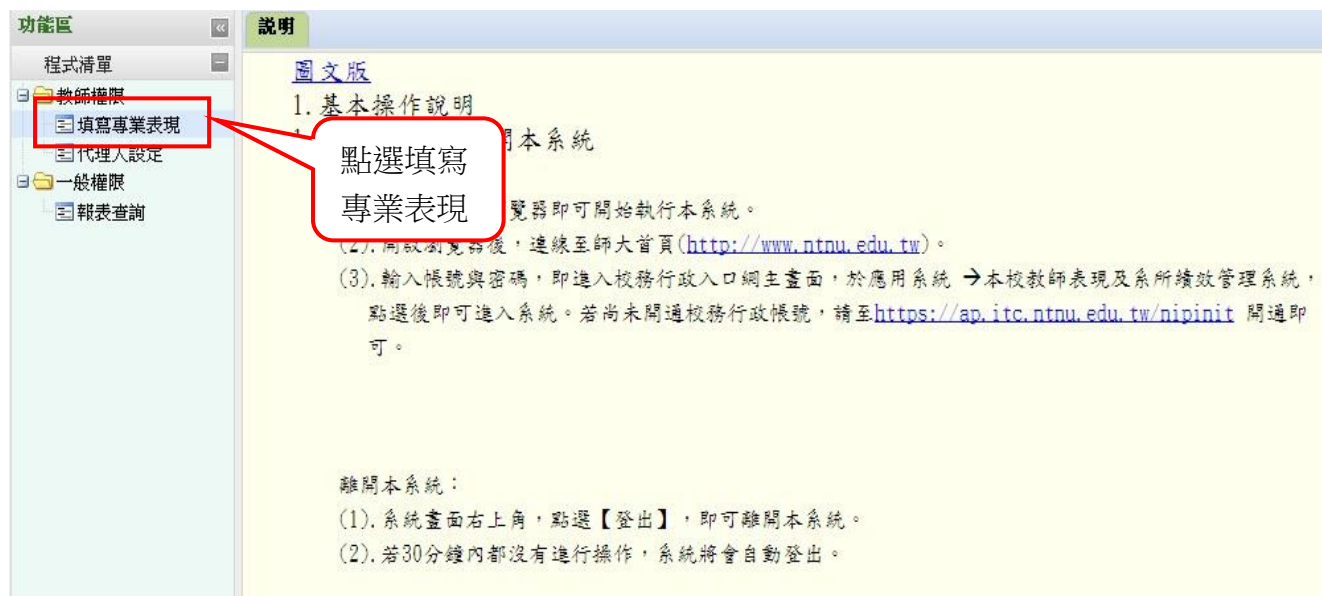 功能區
程式清單
教師權限
填寫專業表現
代理人設定
一般權限
報表查詢
說明
圖文版
1.基本操作說明
本系統
點選填寫
專業表現
覽器即可開始執行本系統。
(2).開啟瀏覽器後，連線至師大首頁(http://www.ntnu.edu.tw)。
(3).輸入帳號與密碼，即進入校務行政入口網主畫面，於應用系統 →本校教師表現及系所績效管理系統，
點選後即可進入系統。若尚未開通校務行政帳號，請至https://ap.itc.ntnu.edu.tw/nipinit 開通即
可。
離開本系統：
(1).系統畫面右上角，點選【登出】，即可離開本系統。
(2).若30分鐘內都沒有進行操作，系統將會自動登出。